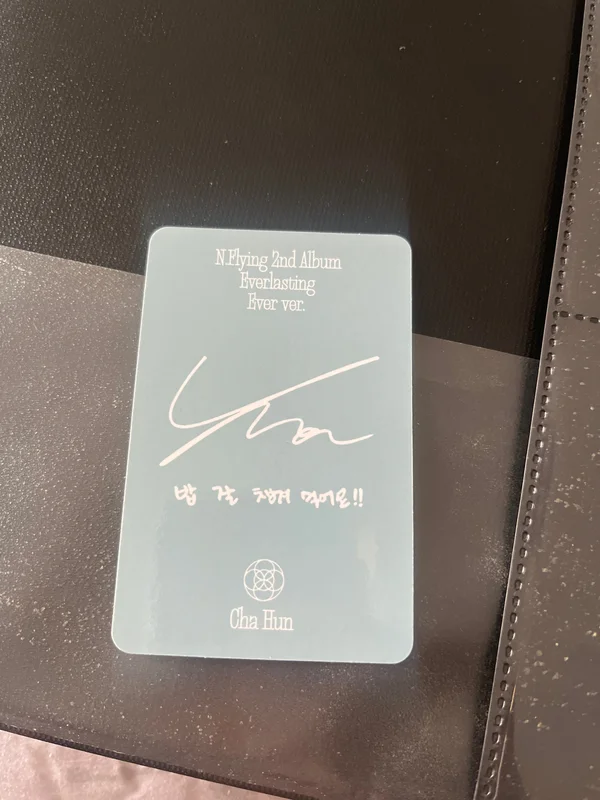 N.Flying 2nd Album
Everlasting
Ever ver.
밥 잘 챙겨 먹어요!!
Cha Hun